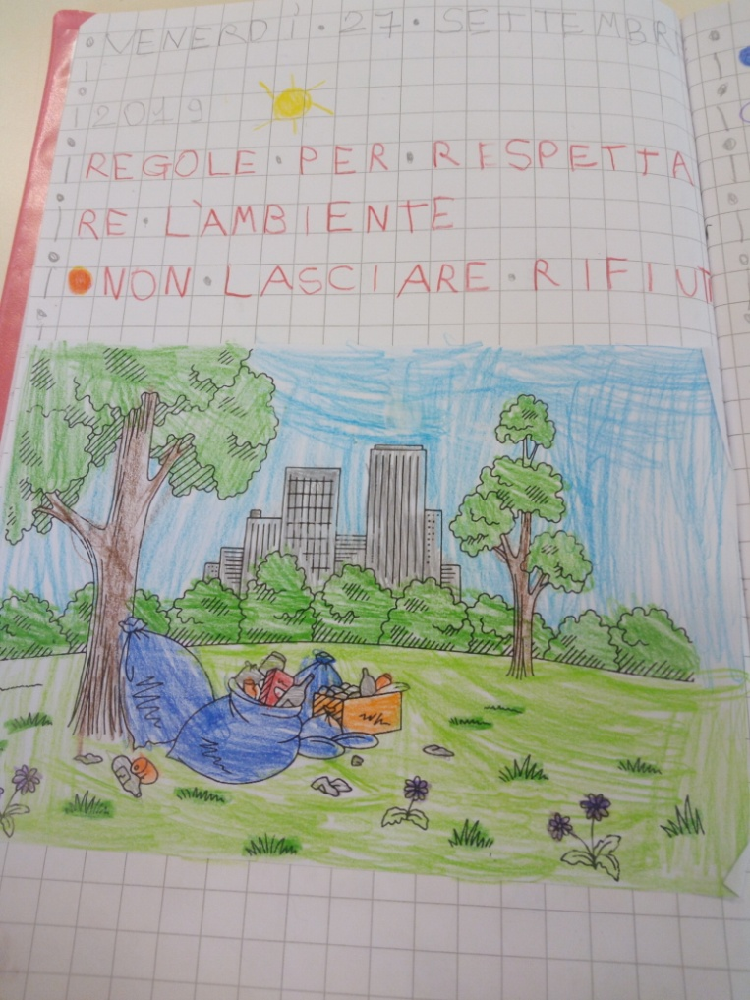 VENERDÌ·27·SETTEMBR
2019
REGOLE·PER·RESPETTA
RE·L'AMBIENTE
NON·LASCIARE·RIFIUT